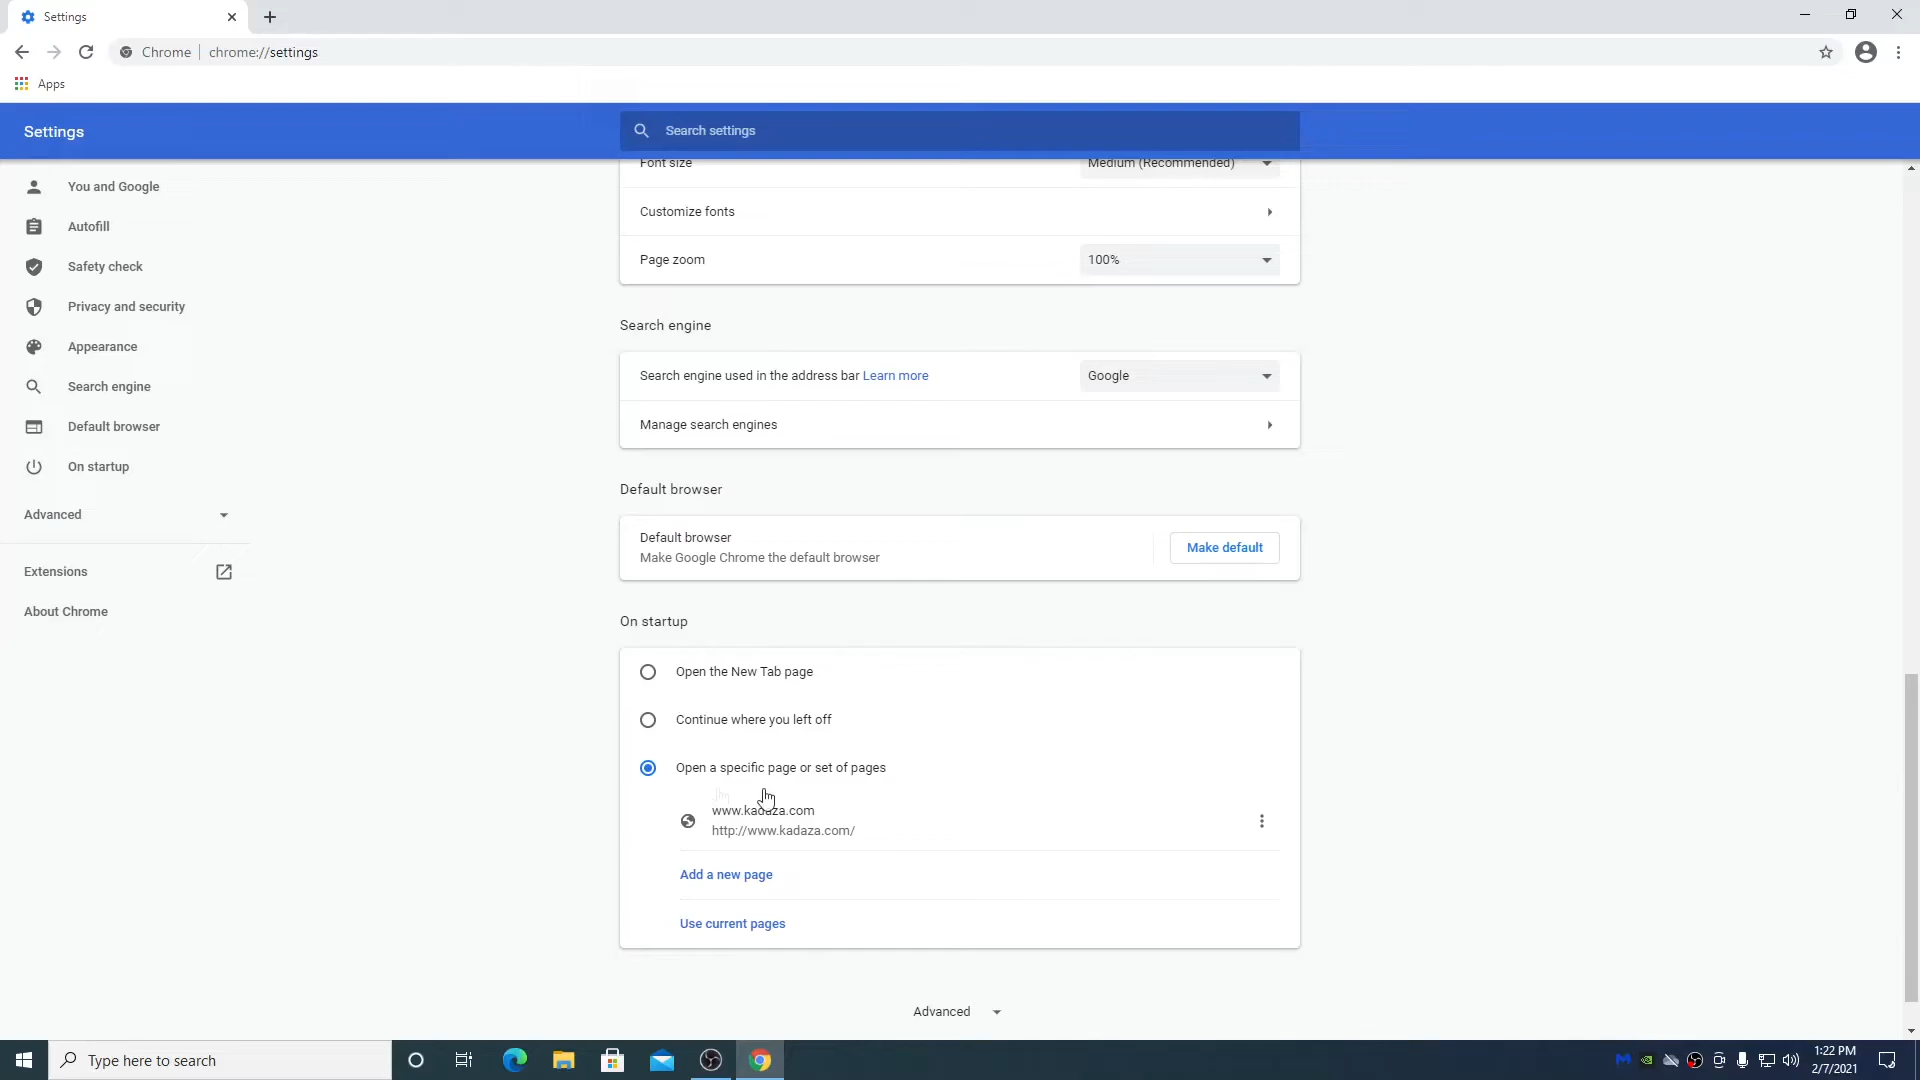 Settings
Chrome
chrome://settings
Apps
Settings
Search settings
You and Google
Autofill
Safety check
Privacy and security
Appearance
Search engine
Default browser
On startup
Advanced
Extensions
About Chrome
Font size
Medium (Recommended)
Customize fonts
Page zoom
100%
Search engine
Search engine used in the address bar Learn more
Google
Manage search engines
Default browser
Default browser
Make Google Chrome the default browser
Make default
On startup
Open the New Tab page
Continue where you left off
Open a specific page or set of pages
www.kadaza.com
http://www.kadaza.com/
Add a new page
Use current pages
Advanced
Type here to search
1:22 PM
2/7/2021